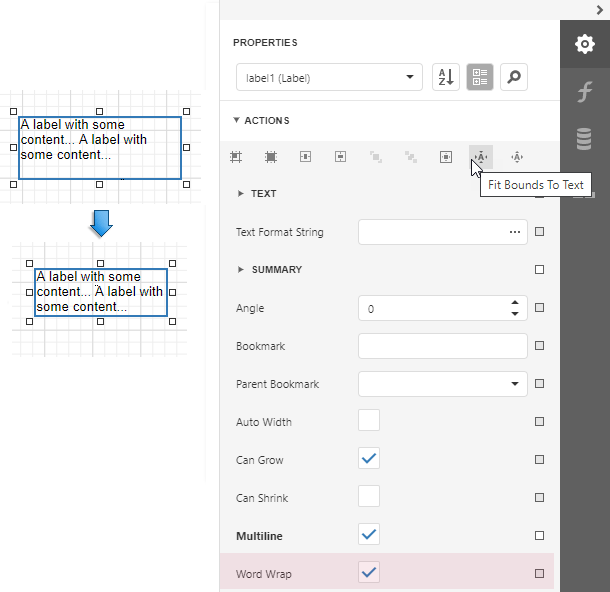 A label with some
content... A label with
some content...
A label with some
content... A label with
some content...
PROPERTIES
label1 (Label)
A
Z
ACTIONS
A
A
Fit Bounds To Text
TEXT
Text Format String
...
SUMMARY
Angle
0
Bookmark
Parent Bookmark
Auto Width
Can Grow
Can Shrink
Multiline
Word Wrap